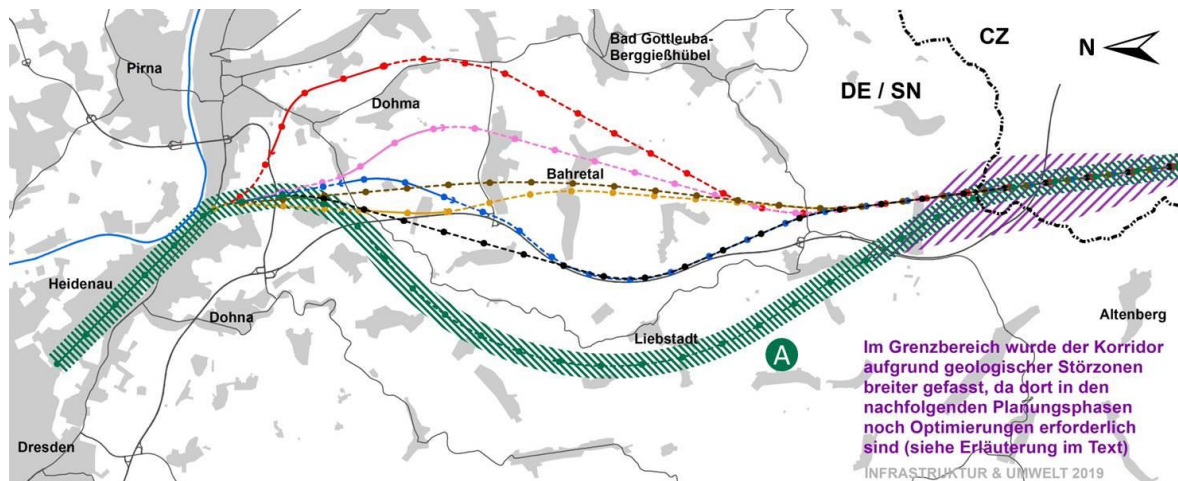 Bad Gottleuba-
Berggießhübel
CZ
N
Pirna
DE / SN
Dohma
Bahretal
Heidenau
Dohna
Liebstadt
Altenberg
A
Im Grenzbereich wurde der Korridor
aufgrund geologischer Störzonen
breiter gefasst, da dort in den
nachfolgenden Planungsphasen
noch Optimierungen erforderlich
sind (siehe Erläuterung im Text)
Dresden
INFRASTRUKTUR & UMWELT 2019